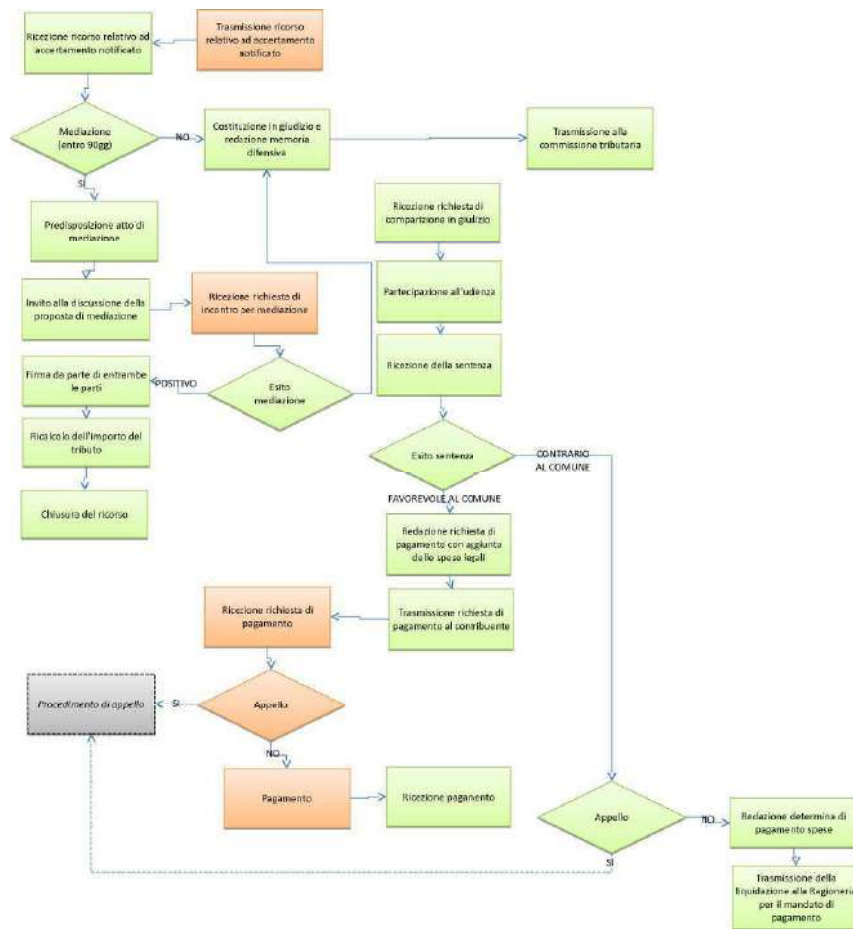 Ricezione ricorso relativo ad
accertamento notificato
Trasmissione ricorso
relativo ad accertamento
notificato
Mediazione
(entro 90gg)
NO
Costituzione in giudizio e
redazione memoria
difensiva
Trasmissione alla
commissione tributaria
SI
Predisposizione atto di
mediazione
Ricezione richiesta di
comparizione in giulizio
Invito alla discussione della
proposta di mediazione
Ricezione richiesta di
incontro per mediazione
Partecipazione all'udienza
Ricezione della sentenza
Firma da parte di entrambe
le parti
POSITIVO
Esito
mediazione
Ricalcolo dell'importo del
tributo
Esito sentenza
CONTRARIO
AL COMUNE
Chiusura del ricorso
FAVOREVOLE AL COMUNE
Redazione richiesta di
pagamento con aggiunta
delle spese legali
Ricezione richiesta di
pagamento
Trasmissione richiesta di
pagamento al contribuente
Procedimento di appello
SI
Appello
NO
Pagamento
Ricezione pagamento
Appello
NO
Redazione determina di
pagamento spese
SI
Trasmissione della
liquidazione alla Ragioneria
per il mandato di
pagamento